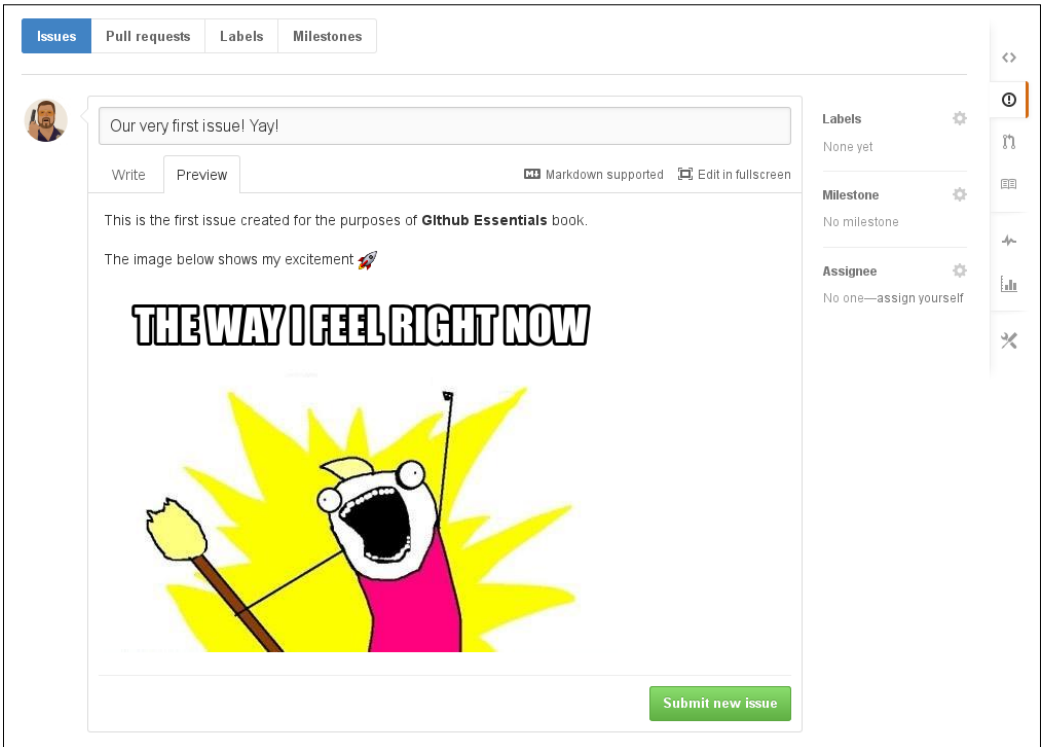 Issues Pull requests Labels Milestones
Our very first issue! Yay!
Write Preview Markdown supported Edit in fullscreen
This is the first issue created for the purposes of GIthub Essentials book.
The image below shows my excitement 🚀
THE WAY I FEEL RIGHT NOW
Submit new issue
Labels
None yet
Milestone
No milestone
Assignee
No one—assign yourself